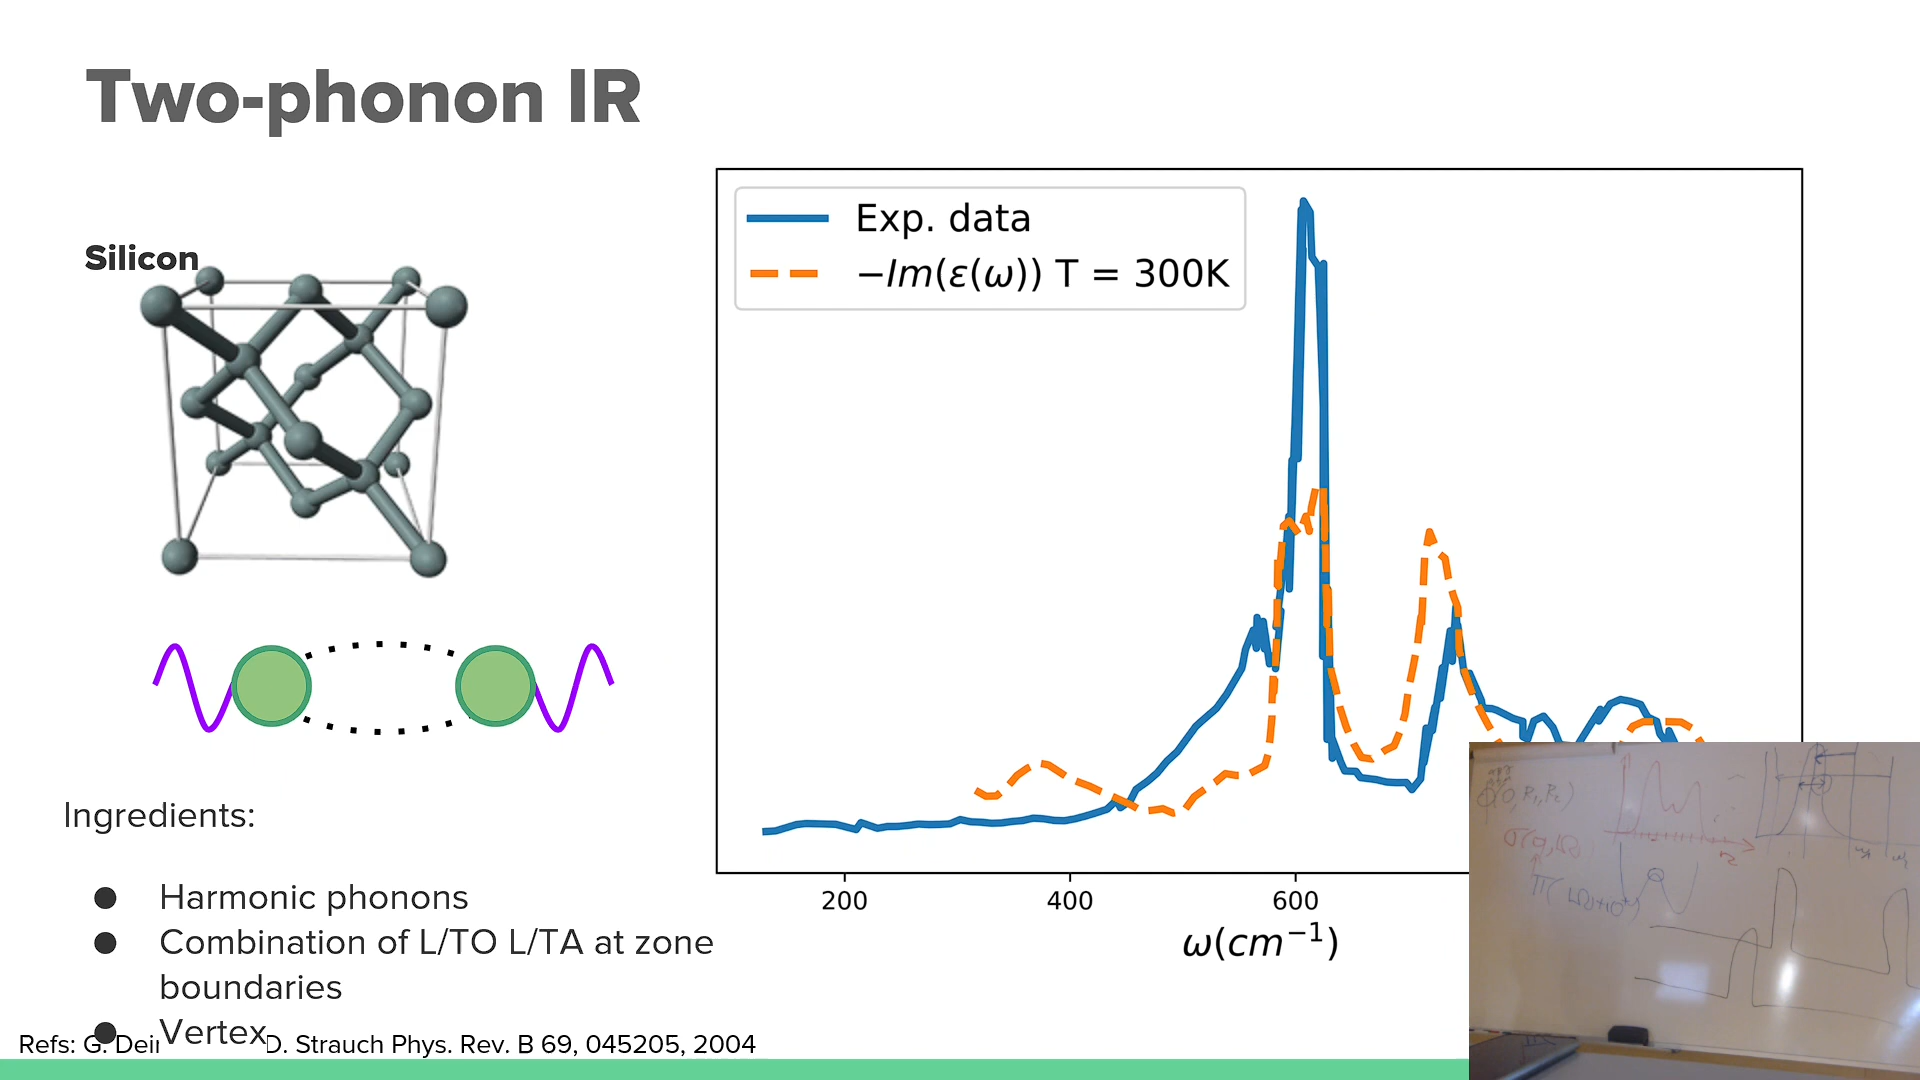 Two-phonon IR
Silicon
Exp. data
−Im(ε(ω)) T = 300K
200 400 600
ω(cm⁻¹)
Ingredients:
● Harmonic phonons
● Combination of L/TO L/TA at zone
boundaries
● Vertex
Refs: G. D. Strauch Phys. Rev. B 69, 045205, 2004